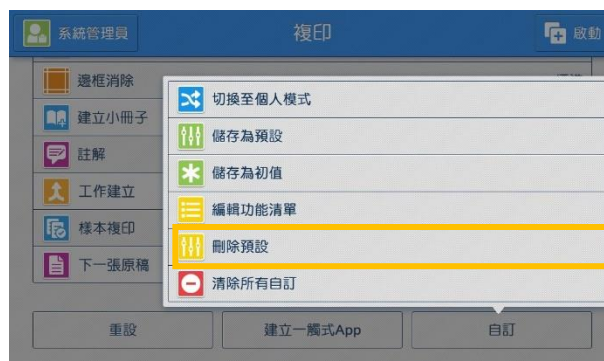 系統管理員
複印
啟動
邊框消除
切換至個人模式
建立小冊子
儲存為預設
註解
儲存為初值
工作建立
編輯功能清單
樣本複印
刪除預設
下一張原稿
清除所有自訂
重設
建立一觸式App
自訂